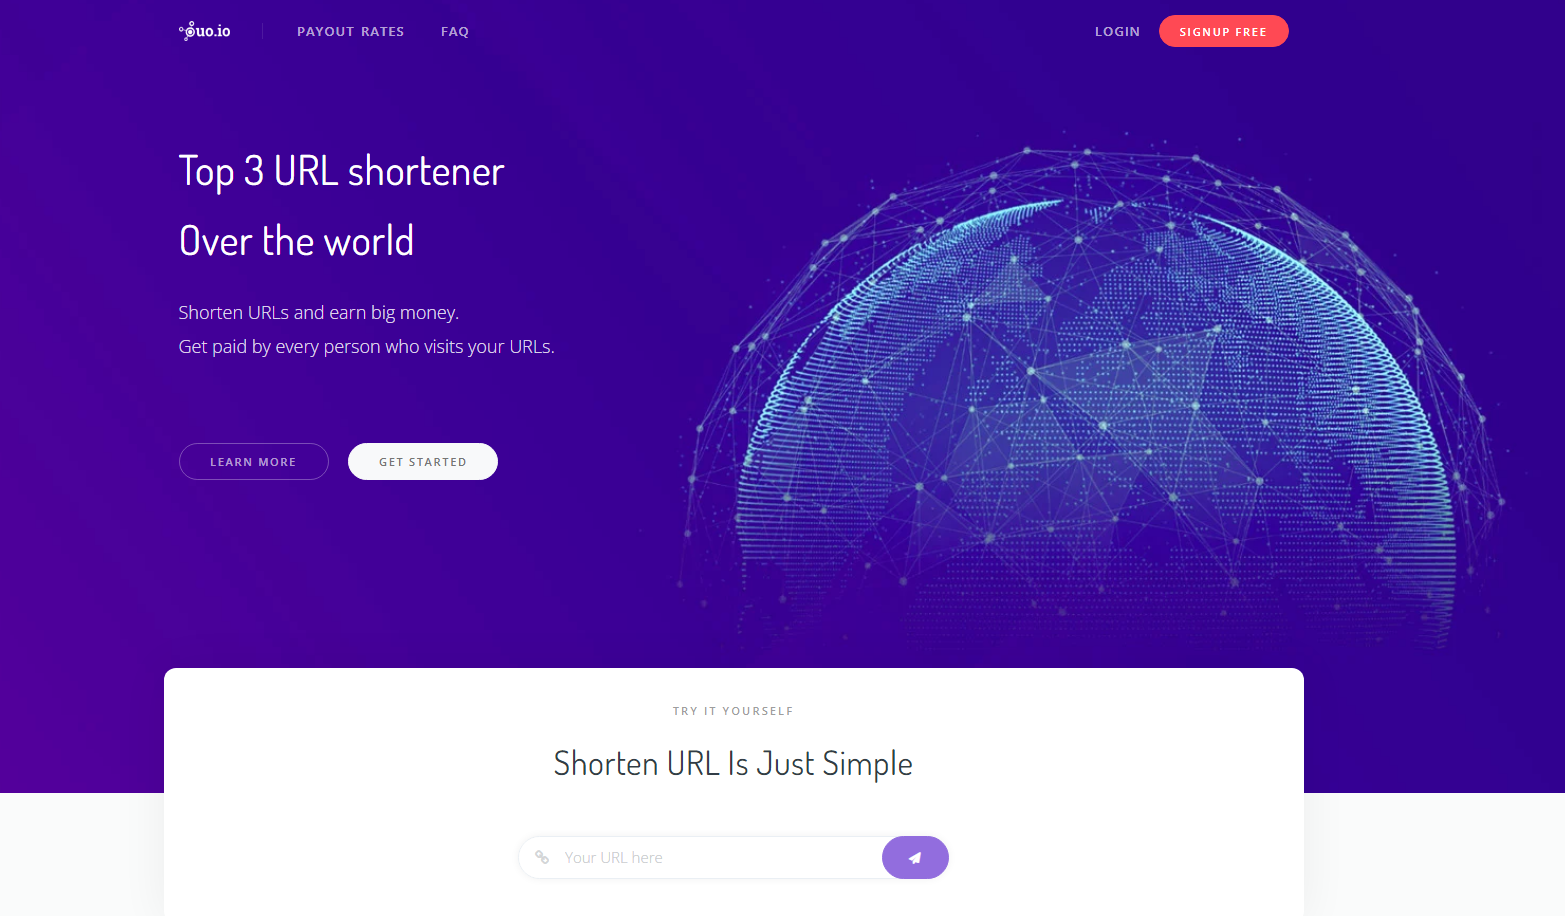 ouo.io
PAYOUT RATES
FAQ
LOGIN
SIGNUP FREE
Top 3 URL shortener
Over the world
Shorten URLs and earn big money.
Get paid by every person who visits your URLs.
LEARN MORE
GET STARTED
TRY IT YOURSELF
Shorten URL Is Just Simple
Your URL here